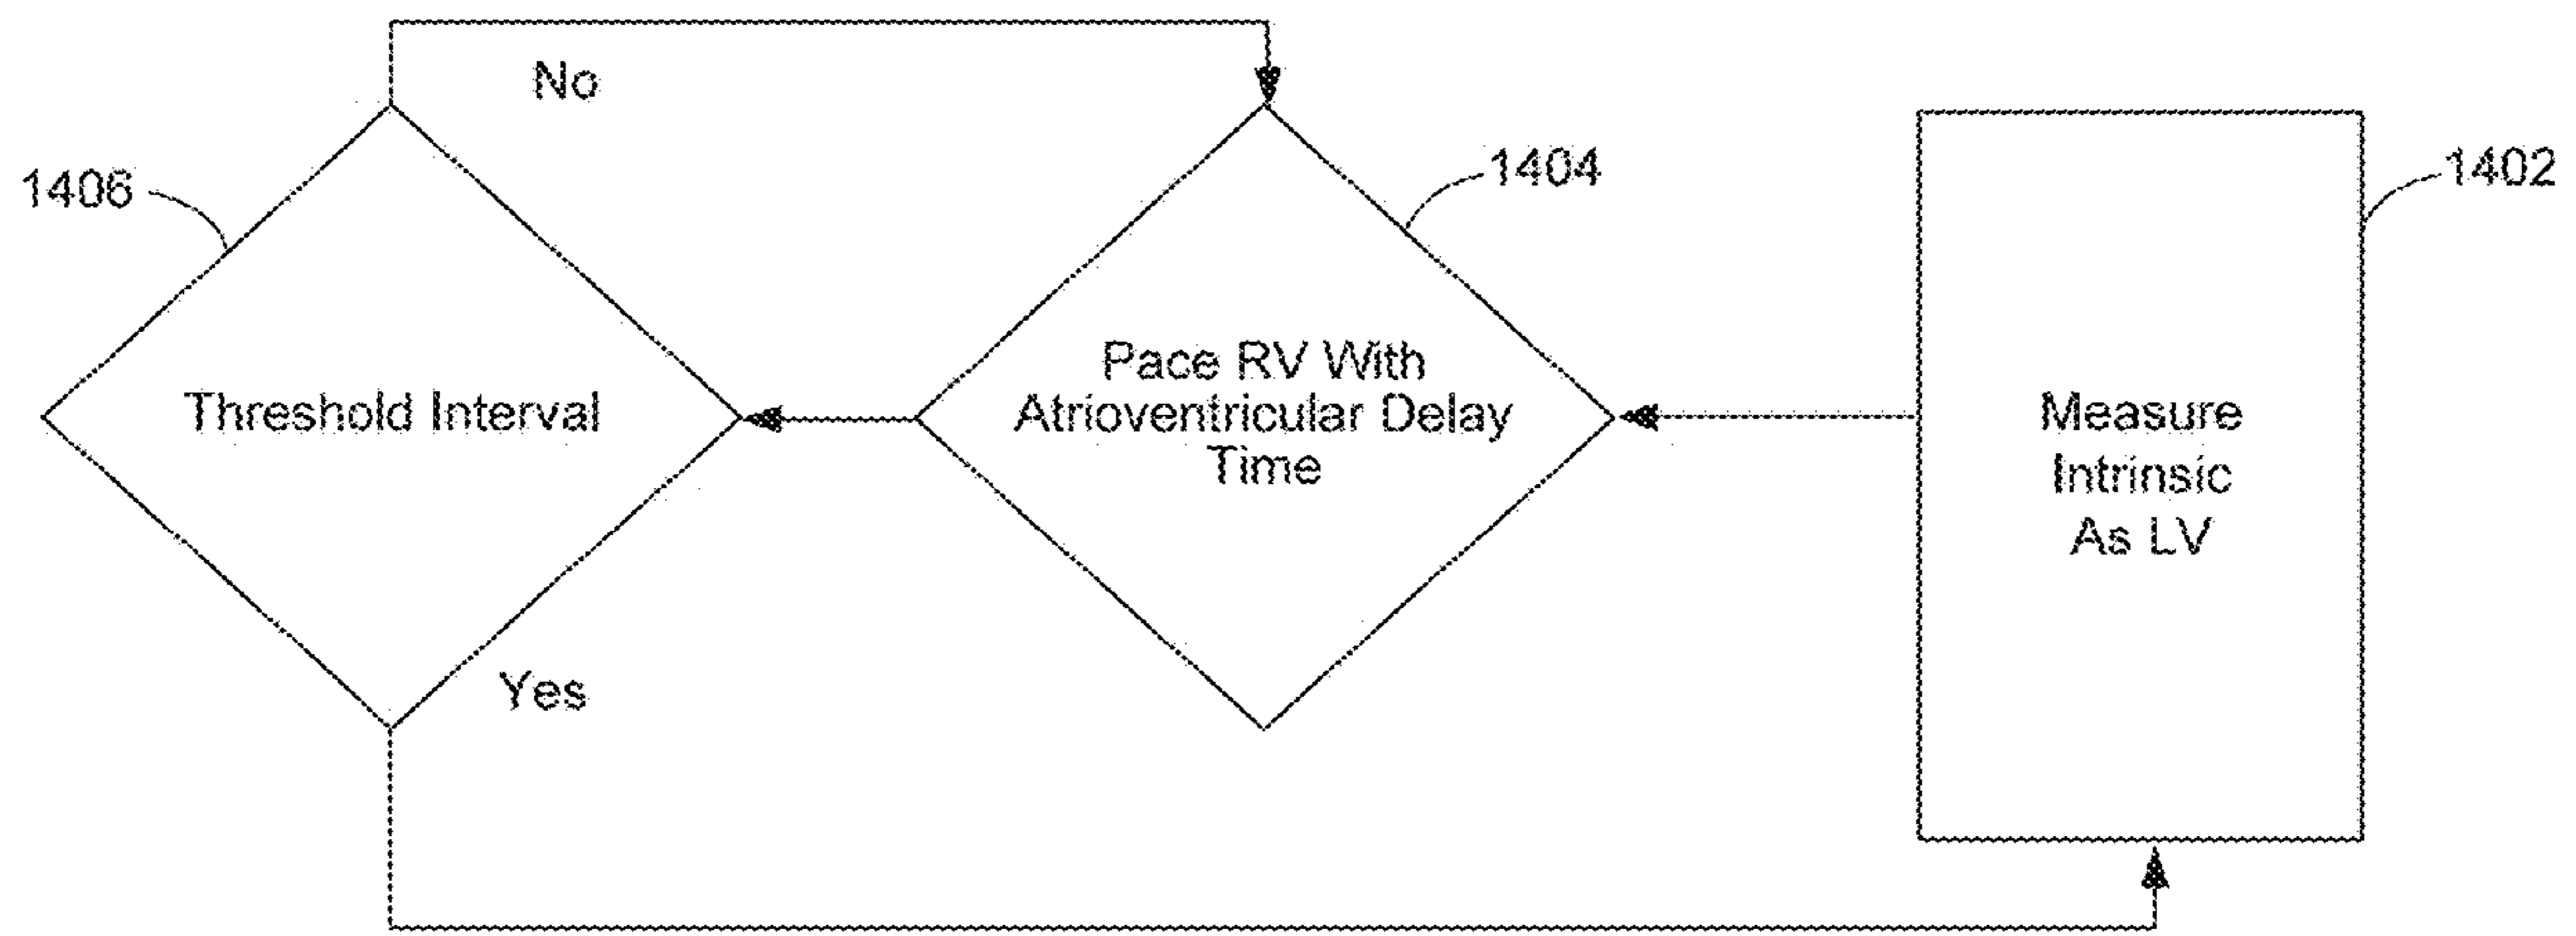 No
1406
1404
1402
Threshold Interval
Pace RV With
Atrioventricular Delay
Time
Measure
Intrinsic
As LV
Yes